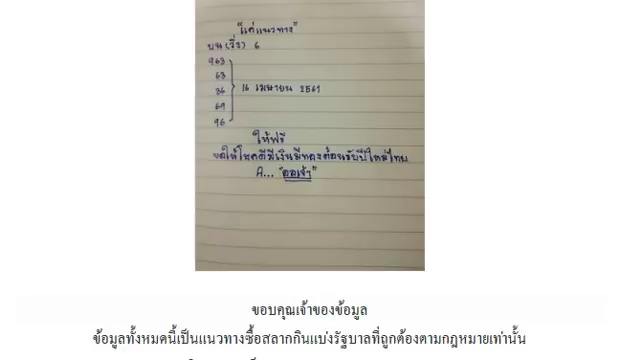 "แค่แนวทาง"
บน (วิ่ง) 6
963
63
36 16 เมษายน 2561
69
96
ให้ฟรี
ขอให้โชคดีมีเงินมีทองต้อนรับปีใหม่ไทย
A... "ออเจ้า"
ขอบคุณเจ้าของข้อมูล
ข้อมูลทั้งหมดนี้เป็นแนวทางซื้อสลากกินแบ่งรัฐบาลที่ถูกต้องตามกฎหมายเท่านั้น